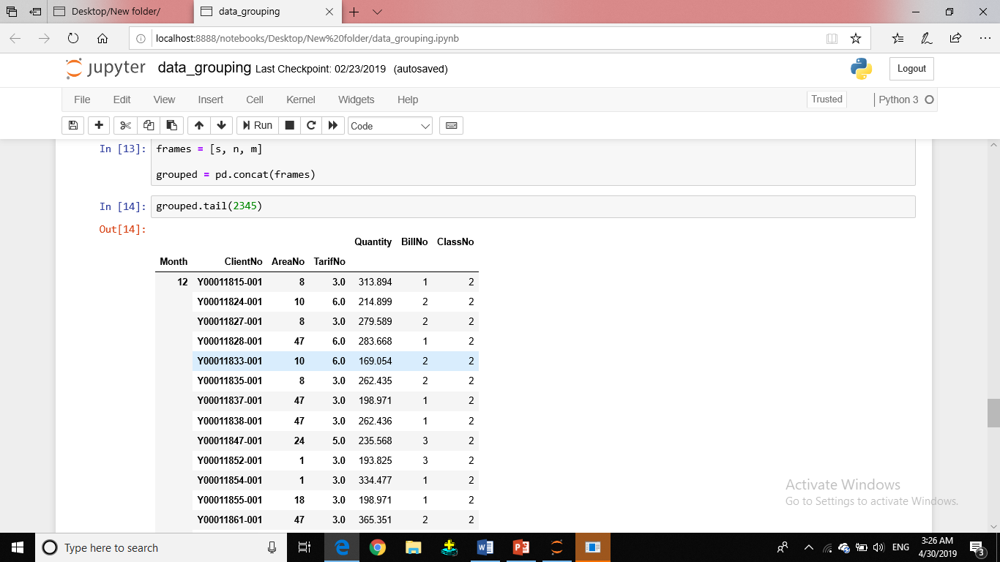 Desktop/New folder/ data_grouping
localhost:8888/notebooks/Desktop/New%20folder/data_grouping.ipynb
jupyter data_grouping Last Checkpoint: 02/23/2019 (autosaved) Logout
File Edit View Insert Cell Kernel Widgets Help Trusted Python 3
Run Code
In [13]: frames = [s, n, m]
grouped = pd.concat(frames)
In [14]: grouped.tail(2345)
Out[14]:
Quantity BillNo ClassNo
Month ClientNo AreaNo TarifNo
12 Y00011815-001 8 3.0 313.894 1 2
Y00011824-001 10 6.0 214.899 2 2
Y00011827-001 8 3.0 279.589 2 2
Y00011828-001 47 6.0 283.668 1 2
Y00011833-001 10 6.0 169.054 2 2
Y00011835-001 8 3.0 262.435 2 2
Y00011837-001 47 3.0 198.971 1 2
Y00011838-001 47 3.0 262.436 1 2
Y00011847-001 24 5.0 235.568 3 2
Y00011852-001 1 3.0 193.825 3 2
Y00011854-001 1 3.0 334.477 1 2
Y00011855-001 18 3.0 198.971 1 2
Y00011861-001 47 3.0 365.351 2 2
Activate Windows
Go to Settings to activate Windows.
Type here to search ENG 3:26 AM
4/30/2019 3